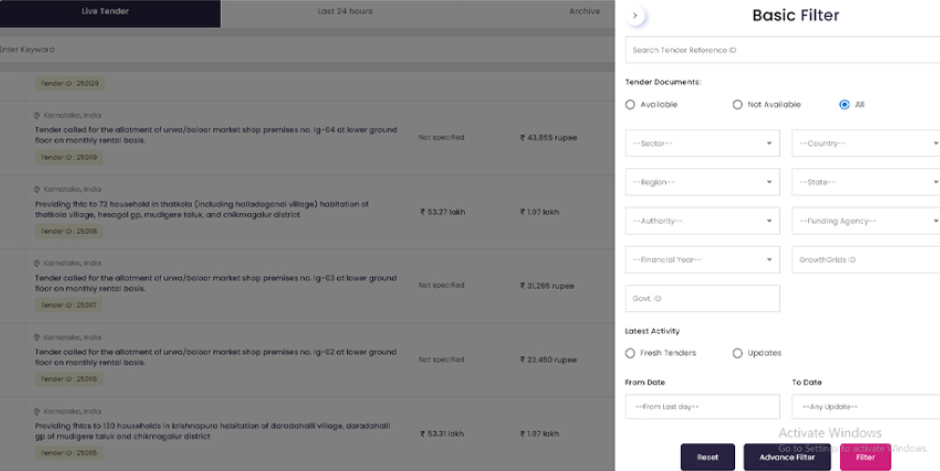 Live Tender
Last 24 hours
Archive
Enter Keyword
Tender ID : 250120
Karnataka, India
Tender called for the allotment of urwa/boloor market shop premises no. lg-04 at lower ground
floor on monthly rental basis.
Not specified
₹ 43,855 rupee
Tender ID : 250119
Karnataka, India
Providing fhtc to 73 household in thatkola (including halladagandi village) habitation of
thatkola village, hesagal gp, mudigere taluk, and chikmagalur district
₹ 53.27 lakh
₹ 1.07 lakh
Tender ID : 250118
Karnataka, India
Tender called for the allotment of urwa/boloor market shop premises no. lg-03 at lower ground
floor on monthly rental basis.
Not specified
₹ 31,295 rupee
Tender ID : 250117
Karnataka, India
Tender called for the allotment of urwa/boloor market shop premises no. lg-02 at lower ground
floor on monthly rental basis.
Not specified
₹ 23,450 rupee
Tender ID : 250116
Karnataka, India
Providing fhtcs to 130 households in krishnapura habitation of daradahalli village, daradahalli
gp of mudigere taluk and chikmagalur district
₹ 53.31 lakh
₹ 1.07 lakh
Tender ID : 250115
Basic Filter
Search Tender Reference ID
Tender Documents:
Available
Not Available
All
--Sector--
--Country--
--Region--
--State--
--Authority--
--Funding Agency--
--Financial Year--
GrowthGrids ID
Govt. ID
Latest Activity
Fresh Tenders
Updates
From Date
To Date
--From Last day--
--Any Update--
Activate Windows
Go to Settings to activate Windows.
Reset
Advance Filter
Filter